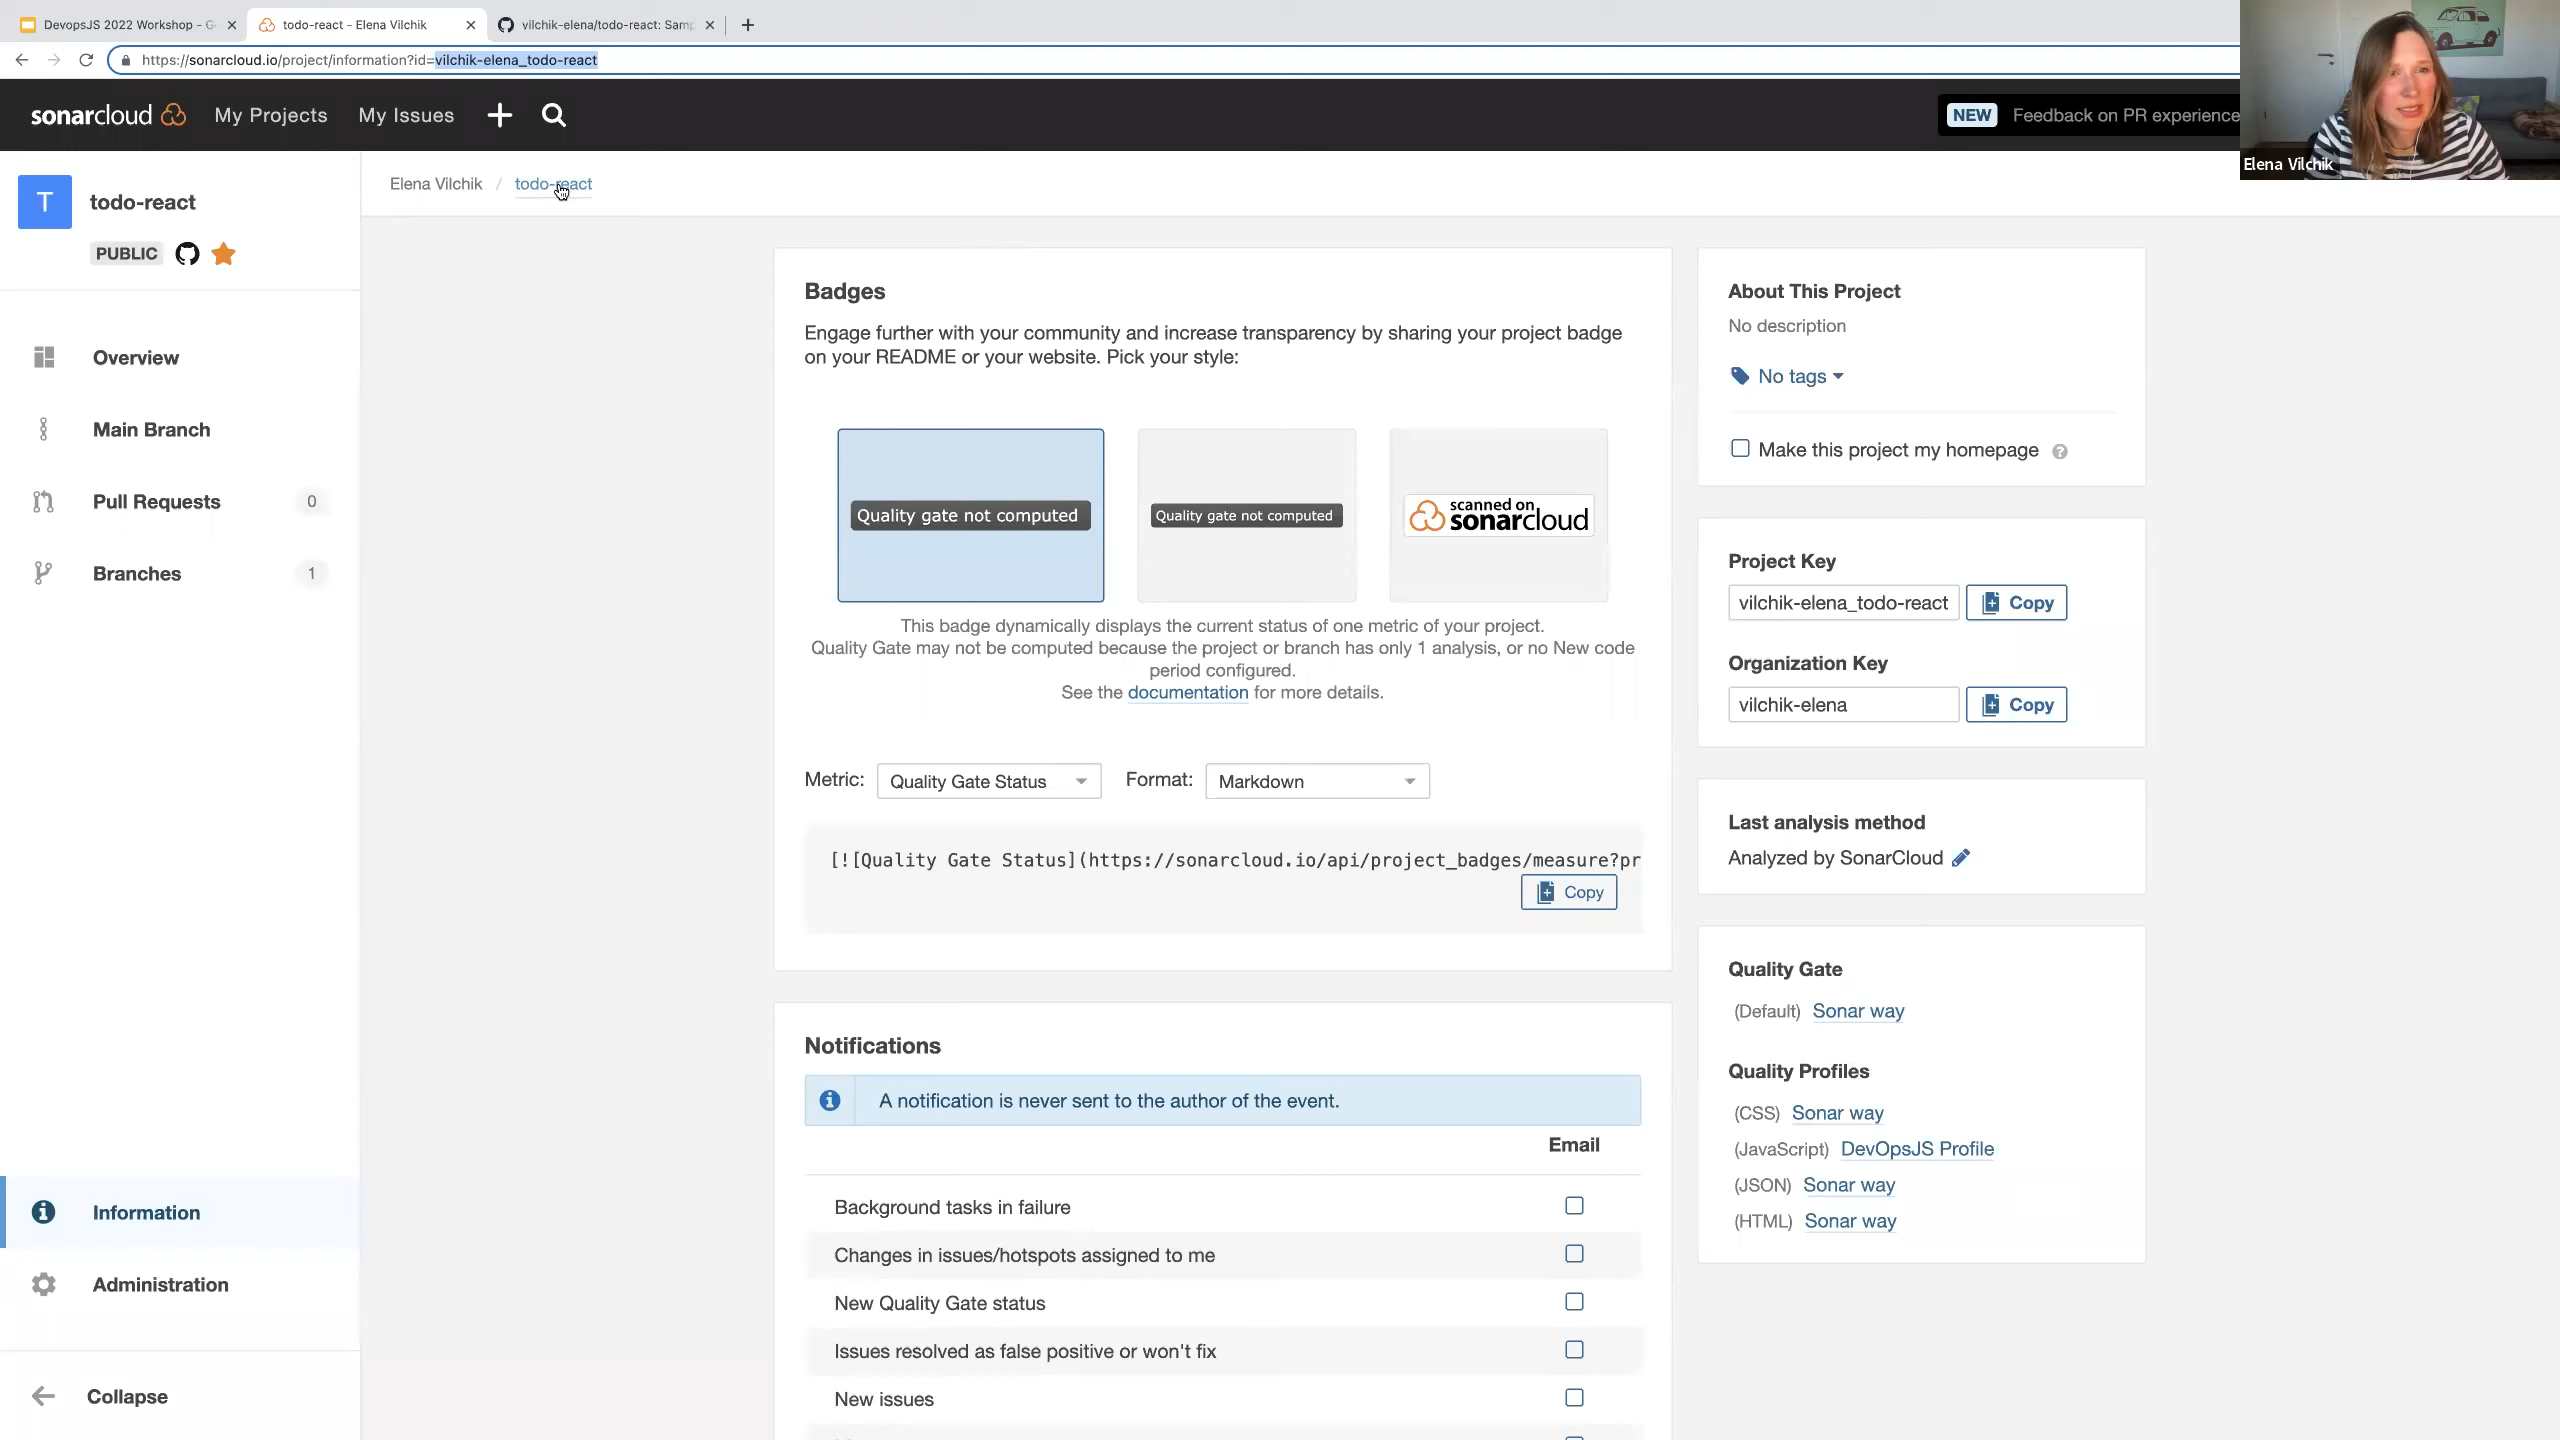 DevopsJS 2022 Workshop - G
todo-react - Elena Vilchik
vilchik-elena/todo-react: Sam
https://sonarcloud.io/project/information?id=vilchik-elena_todo-react
sonarcloud
My Projects
My Issues
NEW
Feedback on PR experience
Elena Vilchik
Elena Vilchik / todo-react
T
todo-react
PUBLIC
Overview
Main Branch
Pull Requests 0
Branches 1
Information
Administration
Collapse
Badges
Engage further with your community and increase transparency by sharing your project badge
on your README or your website. Pick your style:
Quality gate not computed
Quality gate not computed
scanned on
sonarcloud
This badge dynamically displays the current status of one metric of your project.
Quality Gate may not be computed because the project or branch has only 1 analysis, or no New code
period configured.
See the documentation for more details.
Metric: Quality Gate Status Format: Markdown
[![Quality Gate Status](https://sonarcloud.io/api/project_badges/measure?pr
Copy
Notifications
A notification is never sent to the author of the event.
Email
Background tasks in failure
Changes in issues/hotspots assigned to me
New Quality Gate status
Issues resolved as false positive or won't fix
New issues
About This Project
No description
No tags
Make this project my homepage ?
Project Key
vilchik-elena_todo-react Copy
Organization Key
vilchik-elena Copy
Last analysis method
Analyzed by SonarCloud
Quality Gate
(Default) Sonar way
Quality Profiles
(CSS) Sonar way
(JavaScript) DevOpsJS Profile
(JSON) Sonar way
(HTML) Sonar way